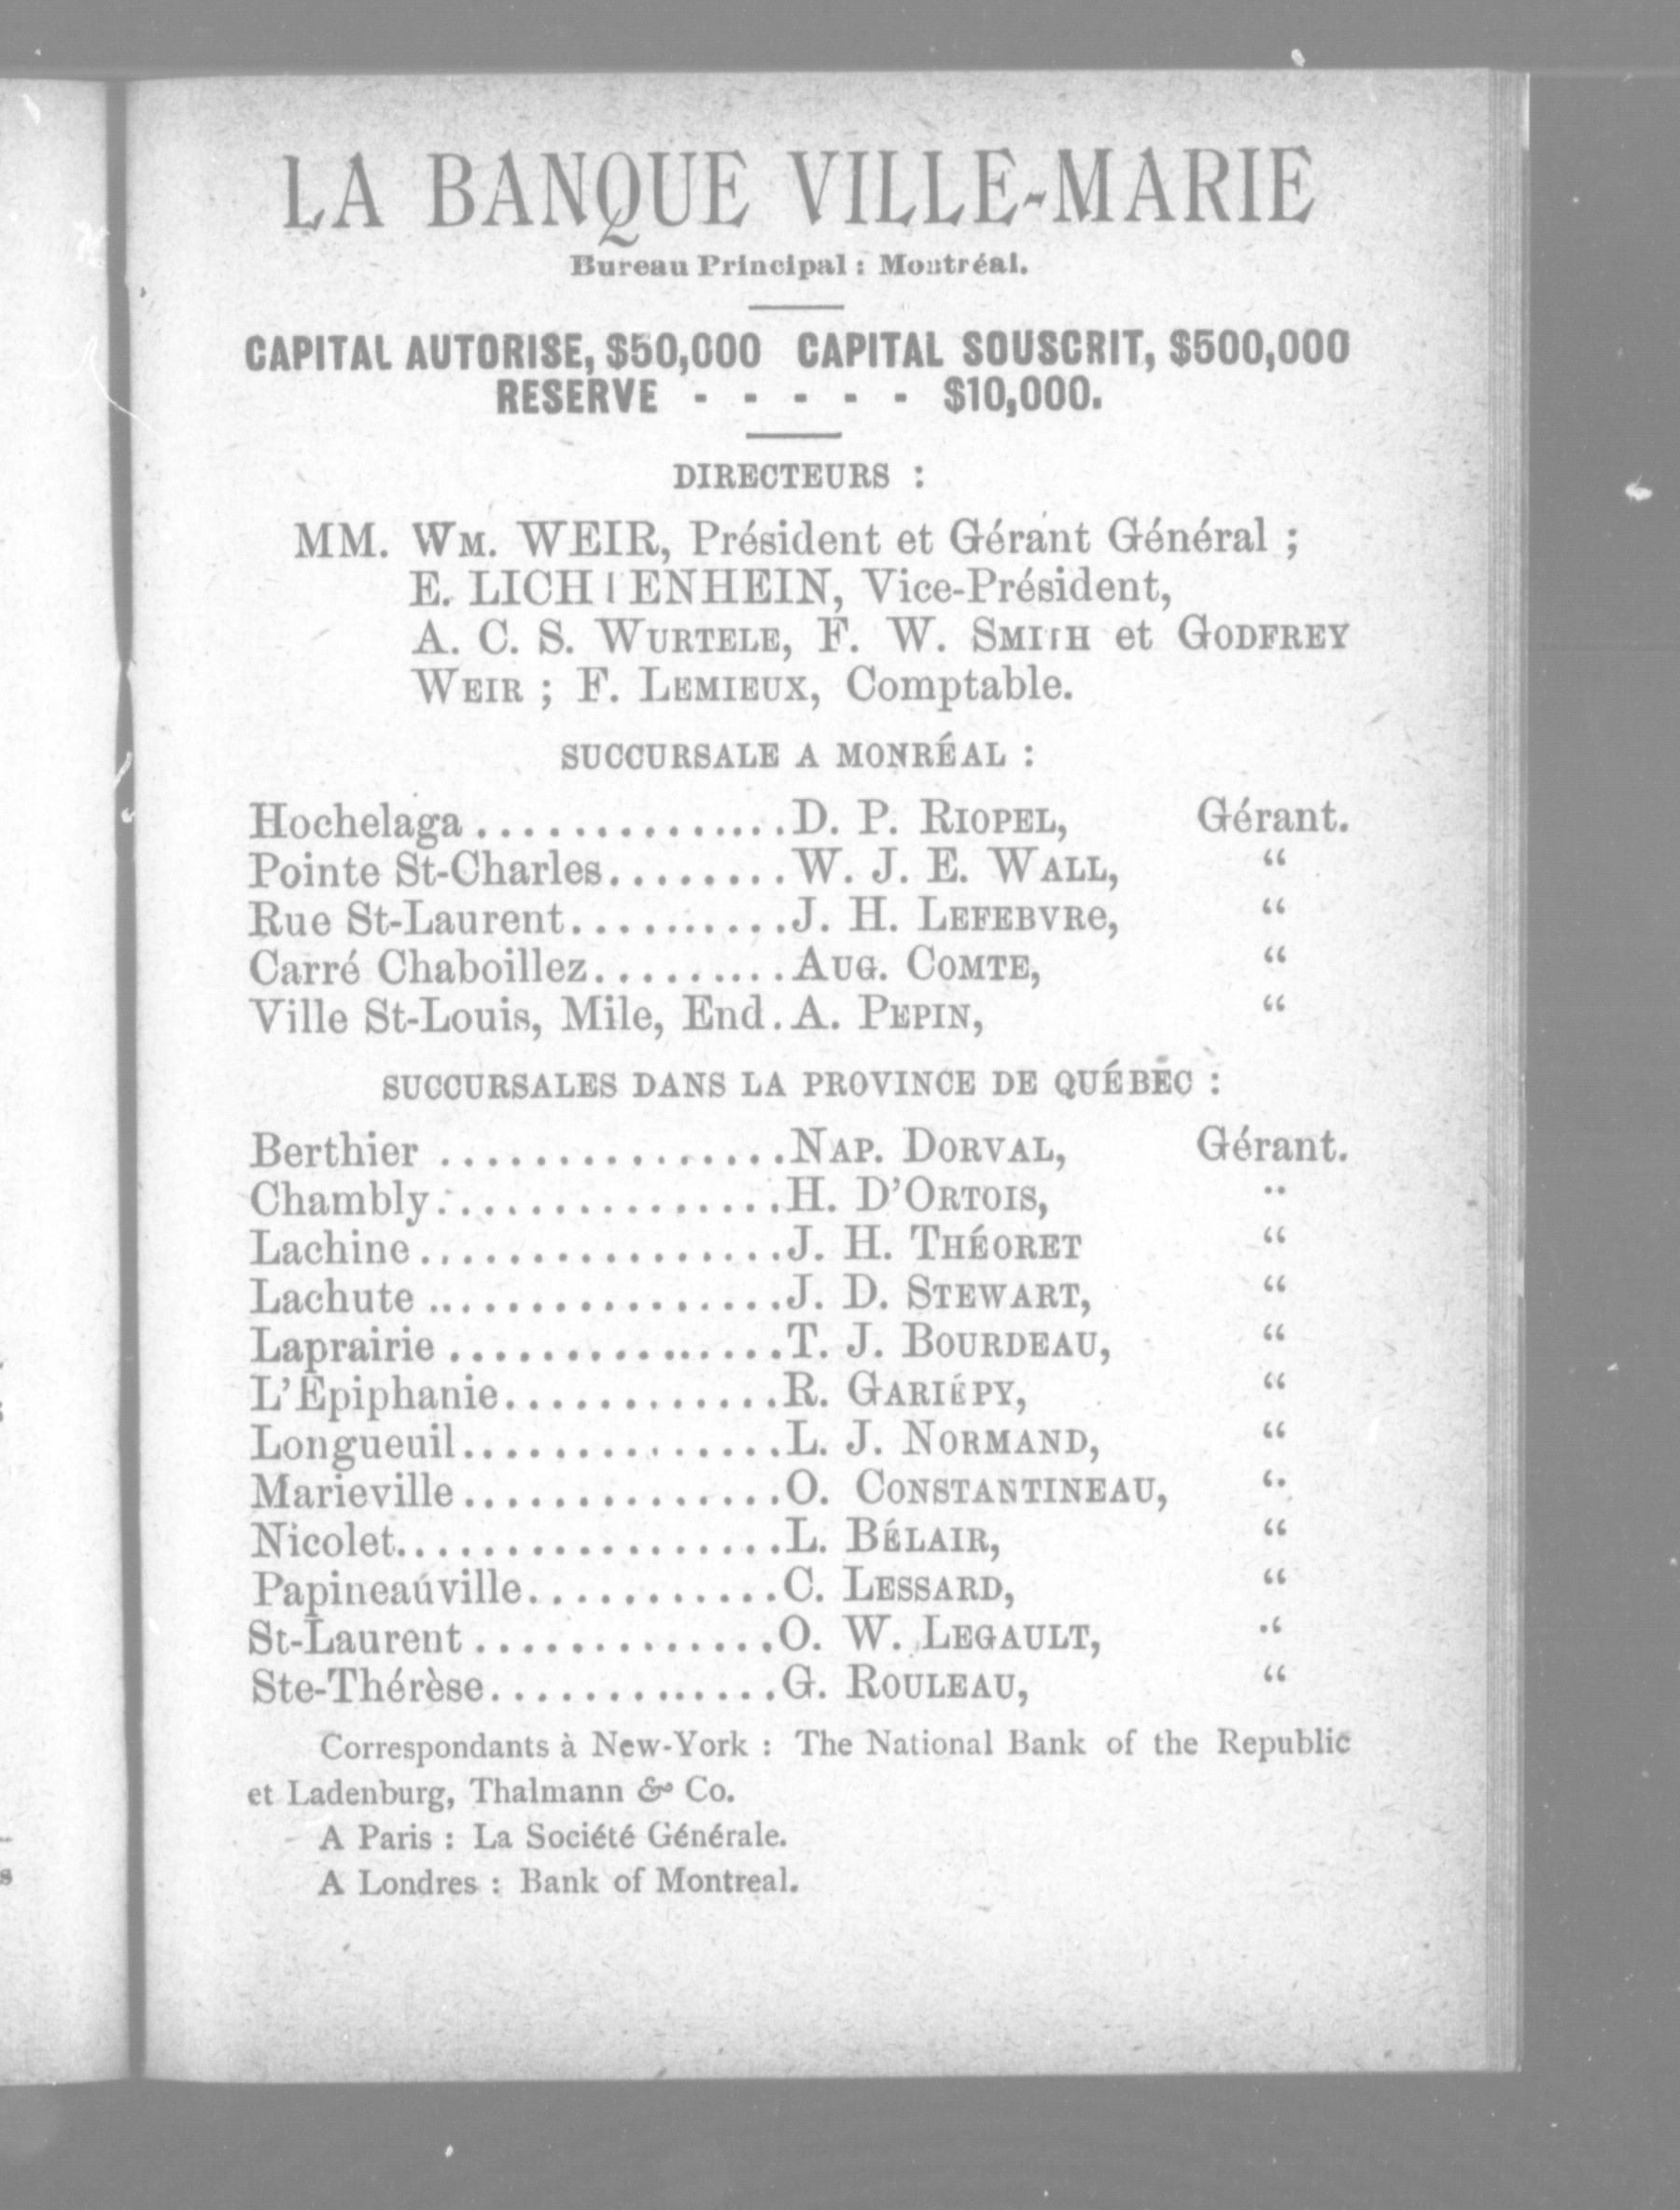 LA BANQUE VILLE-MARIE
Bureau Principal : Montréal.
CAPITAL AUTORISE, $50,000 CAPITAL SOUSCRIT, $500,000
RESERVE - - - - - $10,000.
DIRECTEURS :
MM. WM. WEIR, Président et Gérant Général ;
E. LICHTENHEIN, Vice-Président,
A. C. S. WURTELE, F. W. SMITH et GODFREY
WEIR ; F. LEMIEUX, Comptable.
SUCCURSALE A MONRÉAL :
Hochelaga ............... D. P. RIOPEL, Gérant.
Pointe St-Charles........ W. J. E. WALL, “
Rue St-Laurent.......... J. H. LEFEBVRe, “
Carré Chaboillez......... AUG. COMTE, “
Ville St-Louis, Mile, End. A. PEPIN, “
SUCCURSALES DANS LA PROVINCE DE QUÉBEC :
Berthier ............... NAP. DORVAL, Gérant.
Chambly................ H. D'ORTOIS, “
Lachine................. J. H. THÉORET “
Lachute ................ J. D. STEWART, “
Laprairie ............... T. J. BOURDEAU, “
L'Épiphanie............. R. GARIÉPY, “
Longueuil............... L. J. NORMAND, “
Marieville............... O. CONSTANTINEAU, “
Nicolet.................. L. BÉLAIR, “
Papineauville............ C. LESSARD, “
St-Laurent .............. O. W. LEGAULT, “
Ste-Thérèse.............. G. ROULEAU, “
Correspondants à New-York : The National Bank of the Republic
et Ladenburg, Thalmann & Co.
A Paris : La Société Générale.
A Londres : Bank of Montreal.